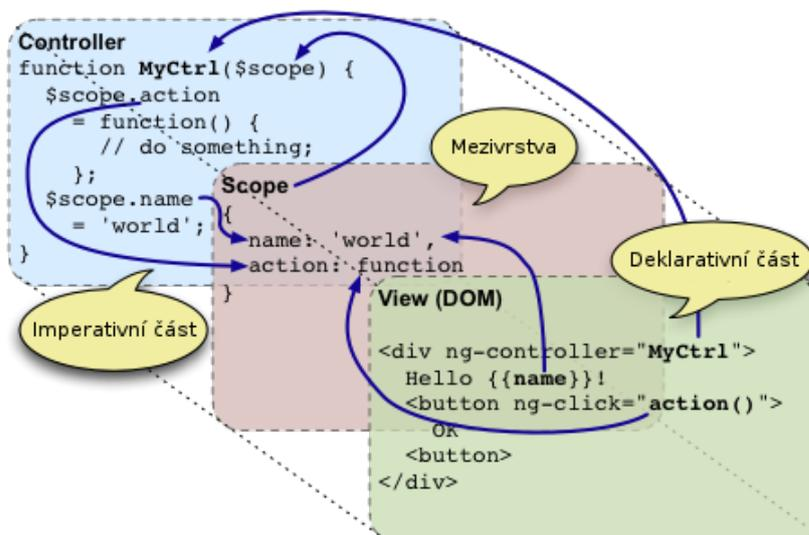 Controller
function MyCtrl($scope) {
$scope.action
= function() {
// do something;
};
$scope.name
= 'world';
}
Mezivrstva
Scope
{
name: 'world',
action: function
}
Imperativní část
Deklarativní část
View (DOM)
<div ng-controller="MyCtrl">
Hello {{name}}!
<button ng-click="action()">
OK
<button>
</div>